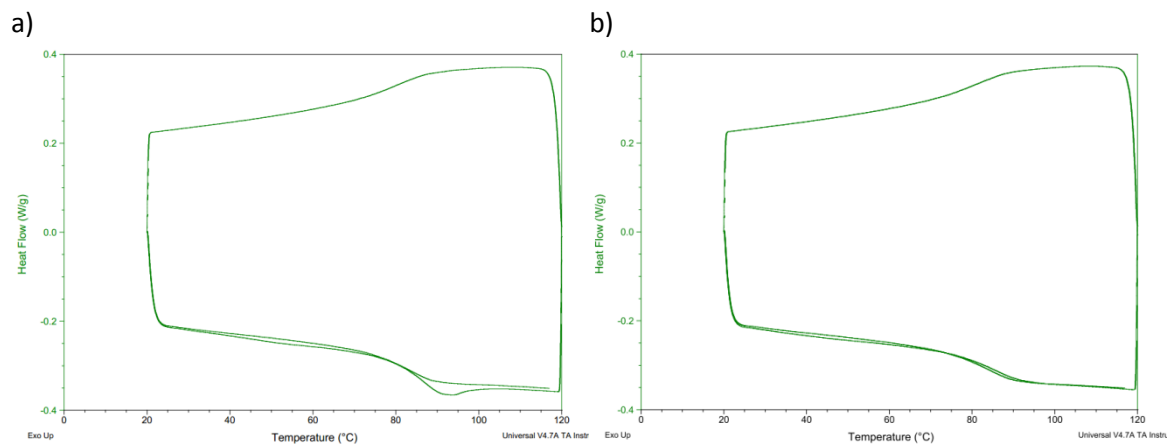 a)
b)
0.4
0.2
0.0
-0.2
-0.4
Heat Flow (W/g)
0 20 40 60 80 100 120
Exo Up
Temperature (°C)
Universal V4.7A TA Instr
0.4
0.2
0.0
-0.2
-0.4
Heat Flow (W/g)
0 20 40 60 80 100 120
Exo Up
Temperature (°C)
Universal V4.7A TA Instru